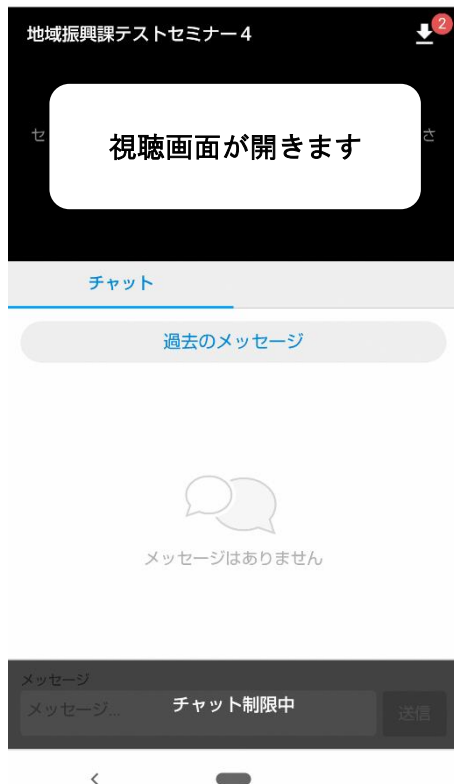 地域振興課テストセミナー４
2
セ
さ
視聴画面が開きます
チャット
過去のメッセージ
メッセージはありません
メッセージ
メッセージ...
チャット制限中
送信